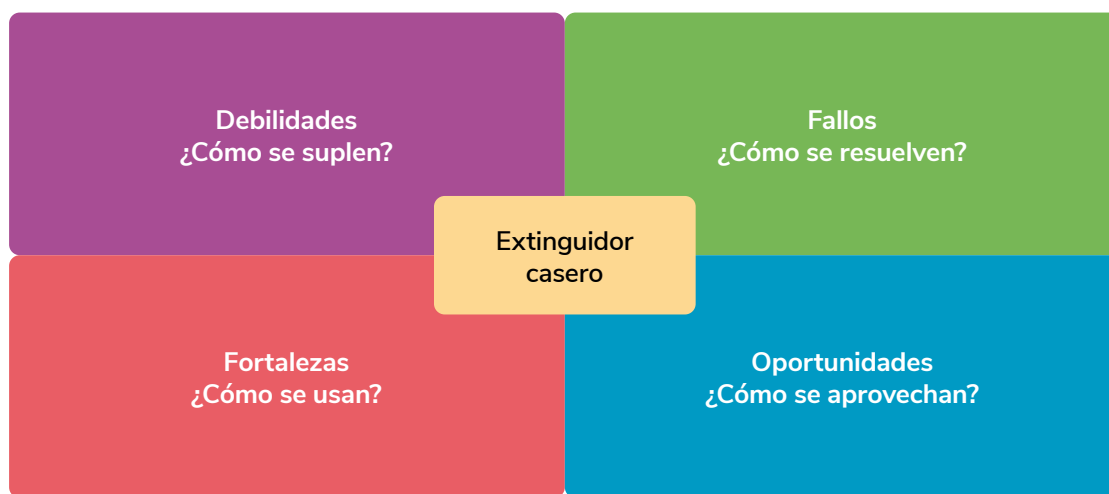 Debilidades
¿Cómo se suplen?
Fallos
¿Cómo se resuelven?
Extinguidor
casero
Fortalezas
¿Cómo se usan?
Oportunidades
¿Cómo se aprovechan?